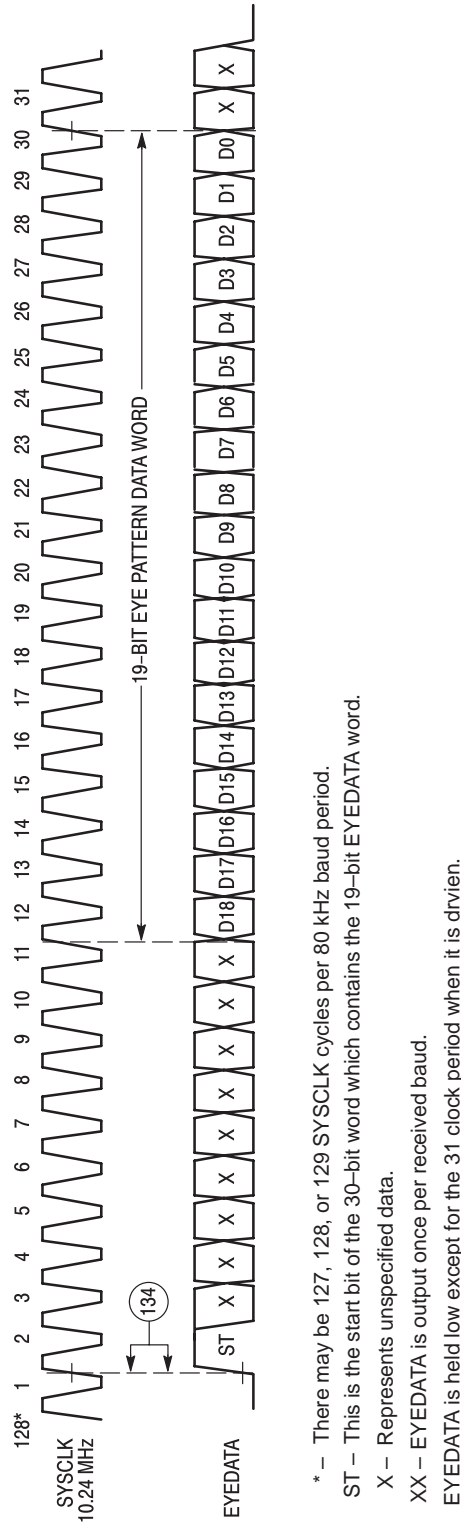 128* 1 2 3 4 5 6 7 8 9 10 11 12 13 14 15 16 17 18 19 20 21 22 23 24 25 26 27 28 29 30 31
SYSCLK
10.24 MHz
134
19–BIT EYE PATTERN DATA WORD
EYEDATA
ST X X X X X X X X X D18 D17 D16 D15 D14 D13 D12 D11 D10 D9 D8 D7 D6 D5 D4 D3 D2 D1 D0 X X
* – There may be 127, 128, or 129 SYSCLK cycles per 80 kHz baud period.
ST – This is the start bit of the 30–bit word which contains the 19–bit EYEDATA word.
X – Represents unspecified data.
XX – EYEDATA is output once per received baud.
EYEDATA is held low except for the 31 clock period when it is drvien.